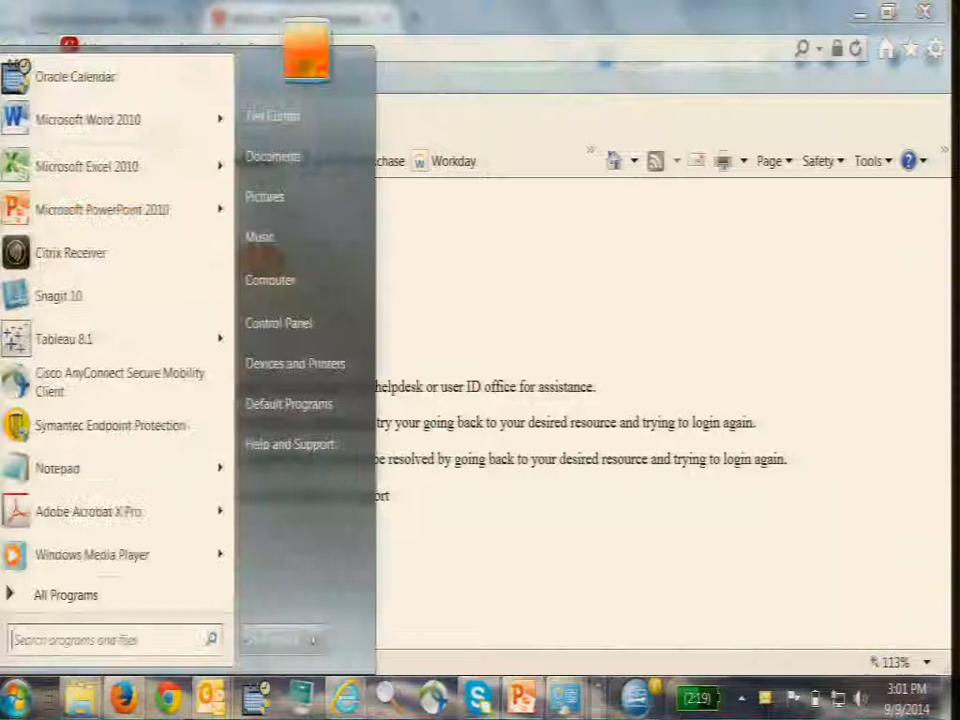 Oracle Calendar
Microsoft Word 2010
Microsoft Excel 2010
Microsoft PowerPoint 2010
Citrix Receiver
Snagit 10
Tableau 8.1
Cisco AnyConnect Secure Mobility
Client
Symantec Endpoint Protection
Notepad
Adobe Acrobat X Pro
Windows Media Player
All Programs
Search programs and files
Documents
Pictures
Music
Computer
Control Panel
Devices and Printers
Default Programs
Help and Support
chase Workday
Page Safety Tools
helpdesk or user ID office for assistance.
try your going back to your desired resource and trying to login again.
be resolved by going back to your desired resource and trying to login again.
ort
113%
(2:19)
3:01 PM
9/9/2014